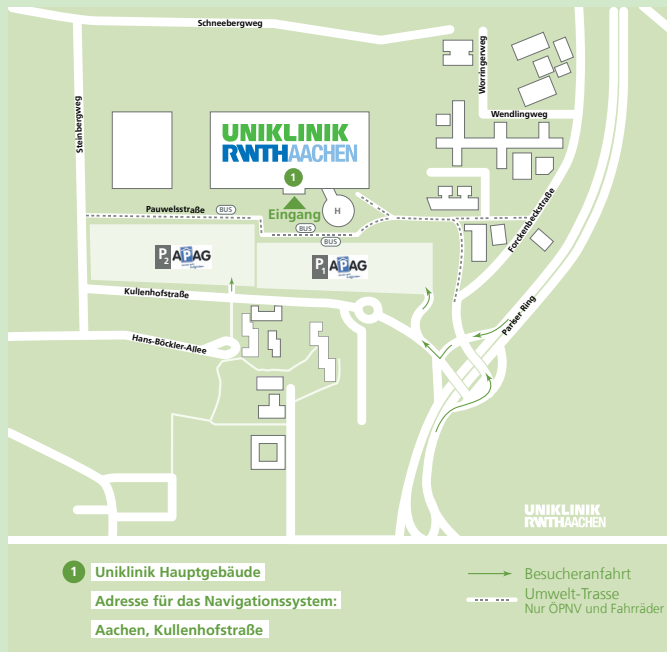 Schneebergweg
Worringerweg
Steinbergweg
Wendlingweg
UNIKLINIK
RWTHAACHEN
1
Pauwelsstraße
BUS
Eingang
H
BUS
BUS
Forckenbeckstraße
P2 APAG
P1 APAG
Kullenhofstraße
Pariser Ring
Hans-Böckler-Allee
UNIKLINIK
RWTHAACHEN
1 Uniklinik Hauptgebäude
Adresse für das Navigationssystem:
Aachen, Kullenhofstraße
Besucheranfahrt
Umwelt-Trasse
Nur ÖPNV und Fahrräder